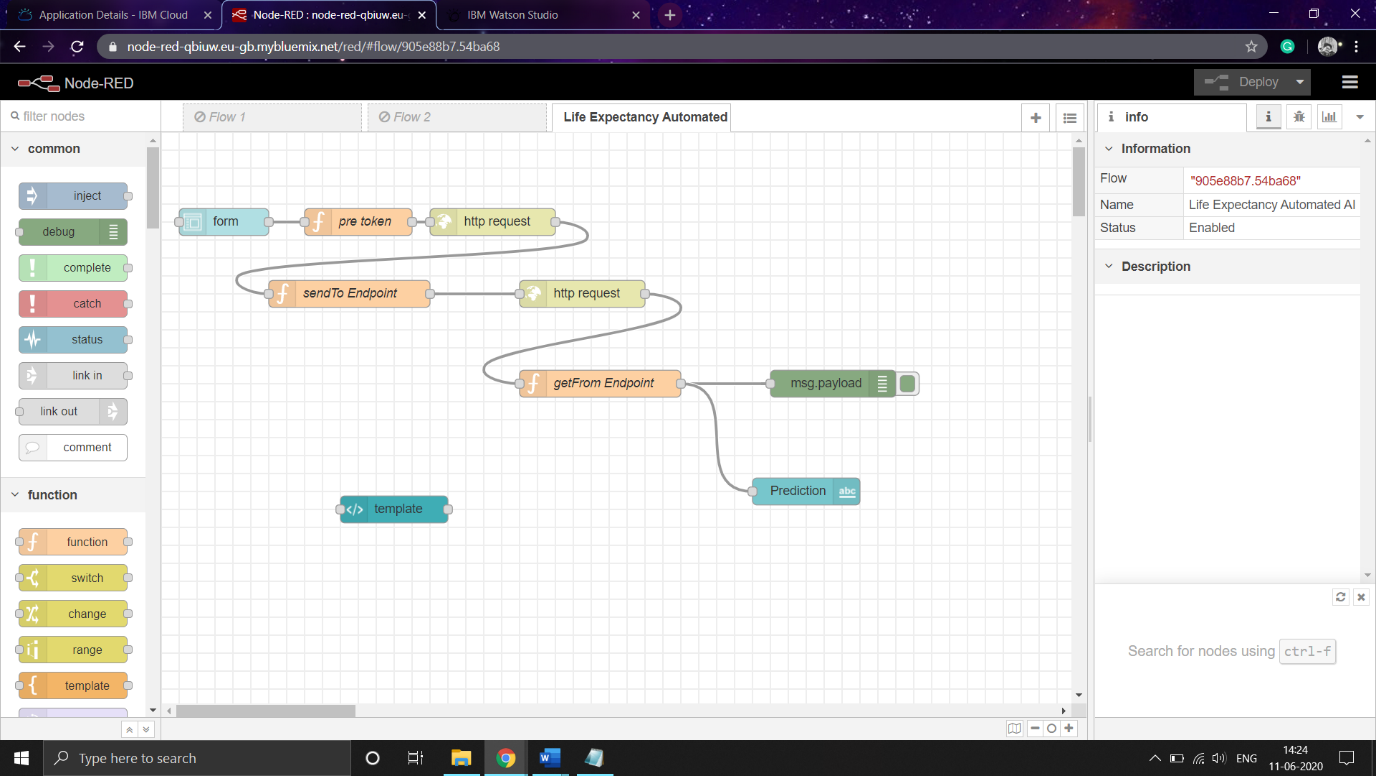 Application Details - IBM Cloud
Node-RED : node-red-qbiuw.eu-g
IBM Watson Studio
node-red-qbiuw.eu-gb.mybluemix.net/red/#flow/905e88b7.54ba68
Node-RED
Deploy
filter nodes
Flow 1
Flow 2
Life Expectancy Automated
info
common
inject
debug
complete
catch
status
link in
link out
comment
function
function
switch
change
range
template
form
pre token
http request
sendTo Endpoint
http request
getFrom Endpoint
msg.payload
Prediction
abc
template
Information
Flow "905e88b7.54ba68"
Name Life Expectancy Automated AI
Status Enabled
Description
Search for nodes using ctrl-f
Type here to search
ENG
14:24
11-06-2020